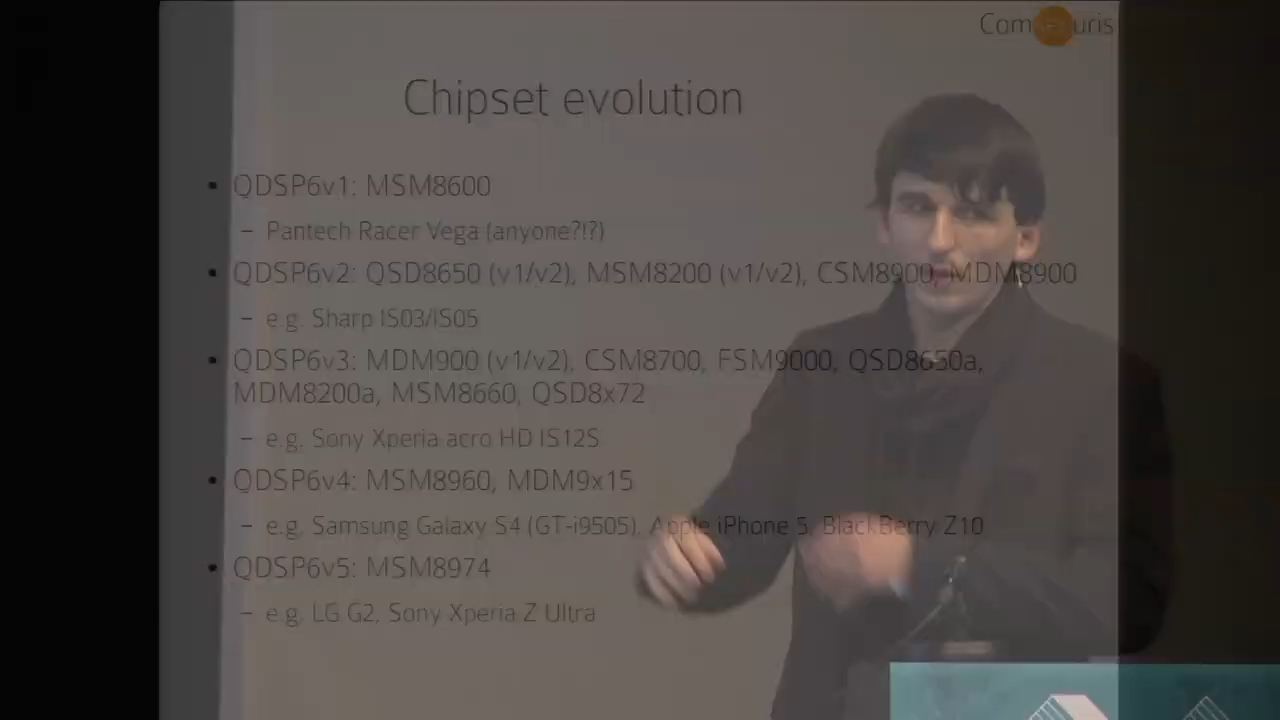 Comsecuris
Chipset evolution
• QDSP6v1: MSM8600
– Pantech Racer Vega (anyone?!?)
• QDSP6v2: QSD8650 (v1/v2), MSM8200 (v1/v2), CSM8900, MDM8900
– e.g. Sharp IS03/IS05
• QDSP6v3: MDM900 (v1/v2), CSM8700, FSM9000, QSD8650a,
MDM8200a, MSM8660, QSD8x72
– e.g. Sony Xperia acro HD IS12S
• QDSP6v4: MSM8960, MDM9x15
– e.g. Samsung Galaxy S4 (GT-i9505), Apple iPhone 5, BlackBerry Z10
• QDSP6v5: MSM8974
– e.g. LG G2, Sony Xperia Z Ultra